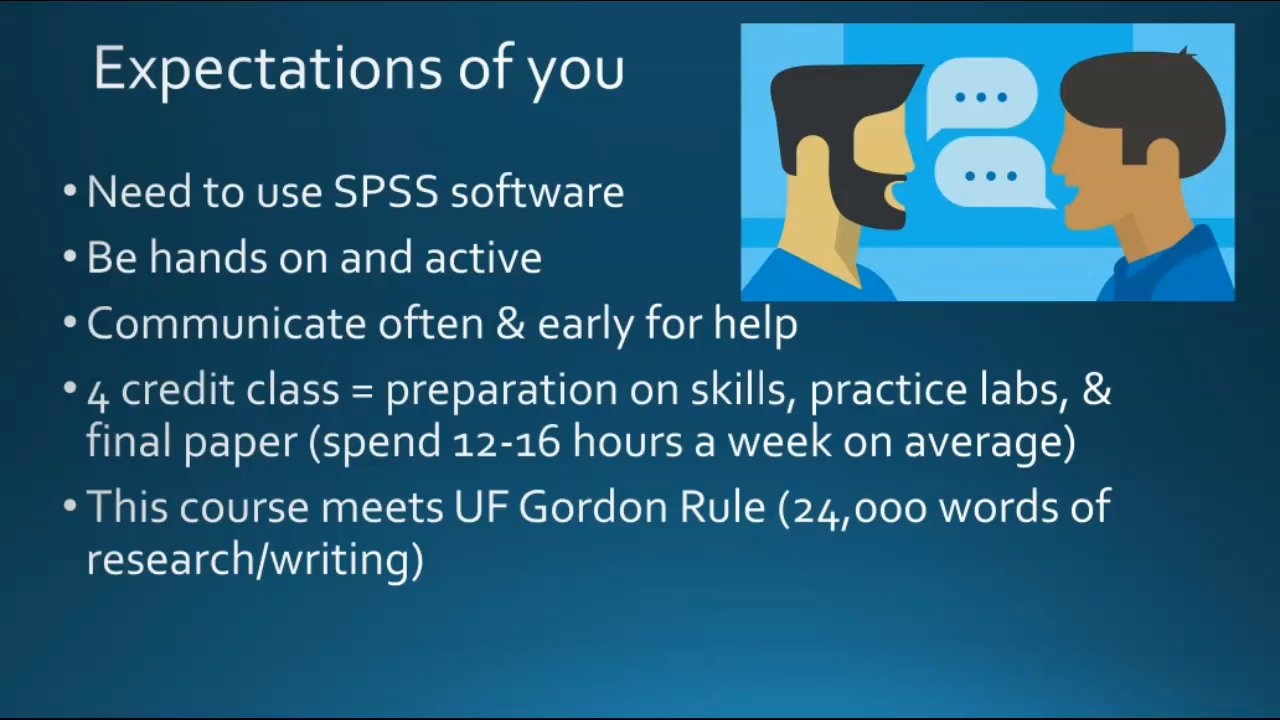 Expectations of you
• Need to use SPSS software
• Be hands on and active
• Communicate often & early for help
• 4 credit class = preparation on skills, practice labs, &
final paper (spend 12-16 hours a week on average)
• This course meets UF Gordon Rule (24,000 words of
research/writing)